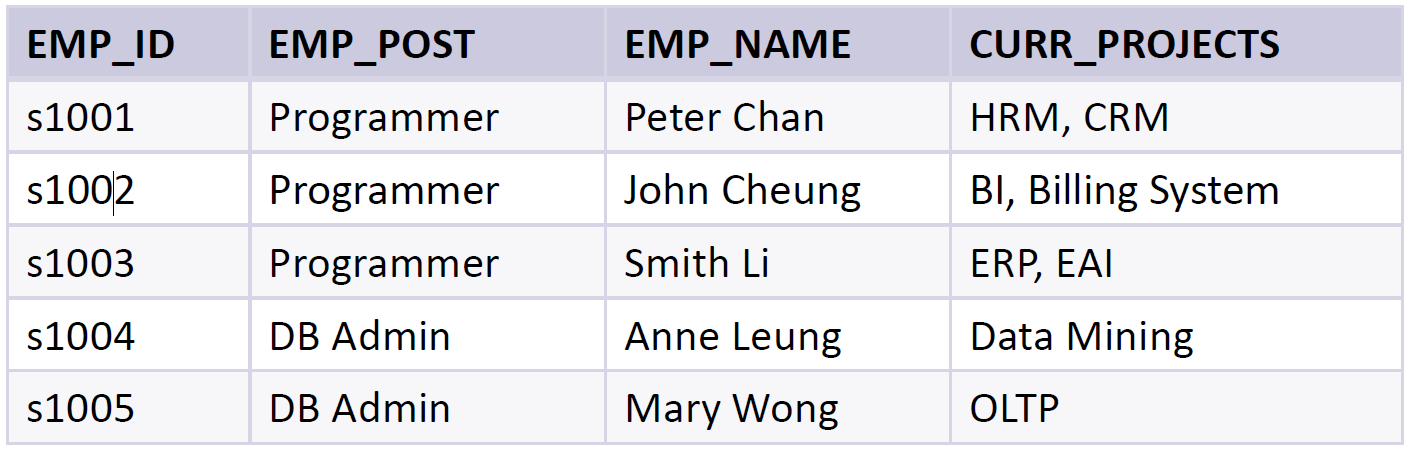 EMP_ID EMP_POST EMP_NAME CURR_PROJECTS
s1001 Programmer Peter Chan HRM, CRM
s1002 Programmer John Cheung BI, Billing System
s1003 Programmer Smith Li ERP, EAI
s1004 DB Admin Anne Leung Data Mining
s1005 DB Admin Mary Wong OLTP